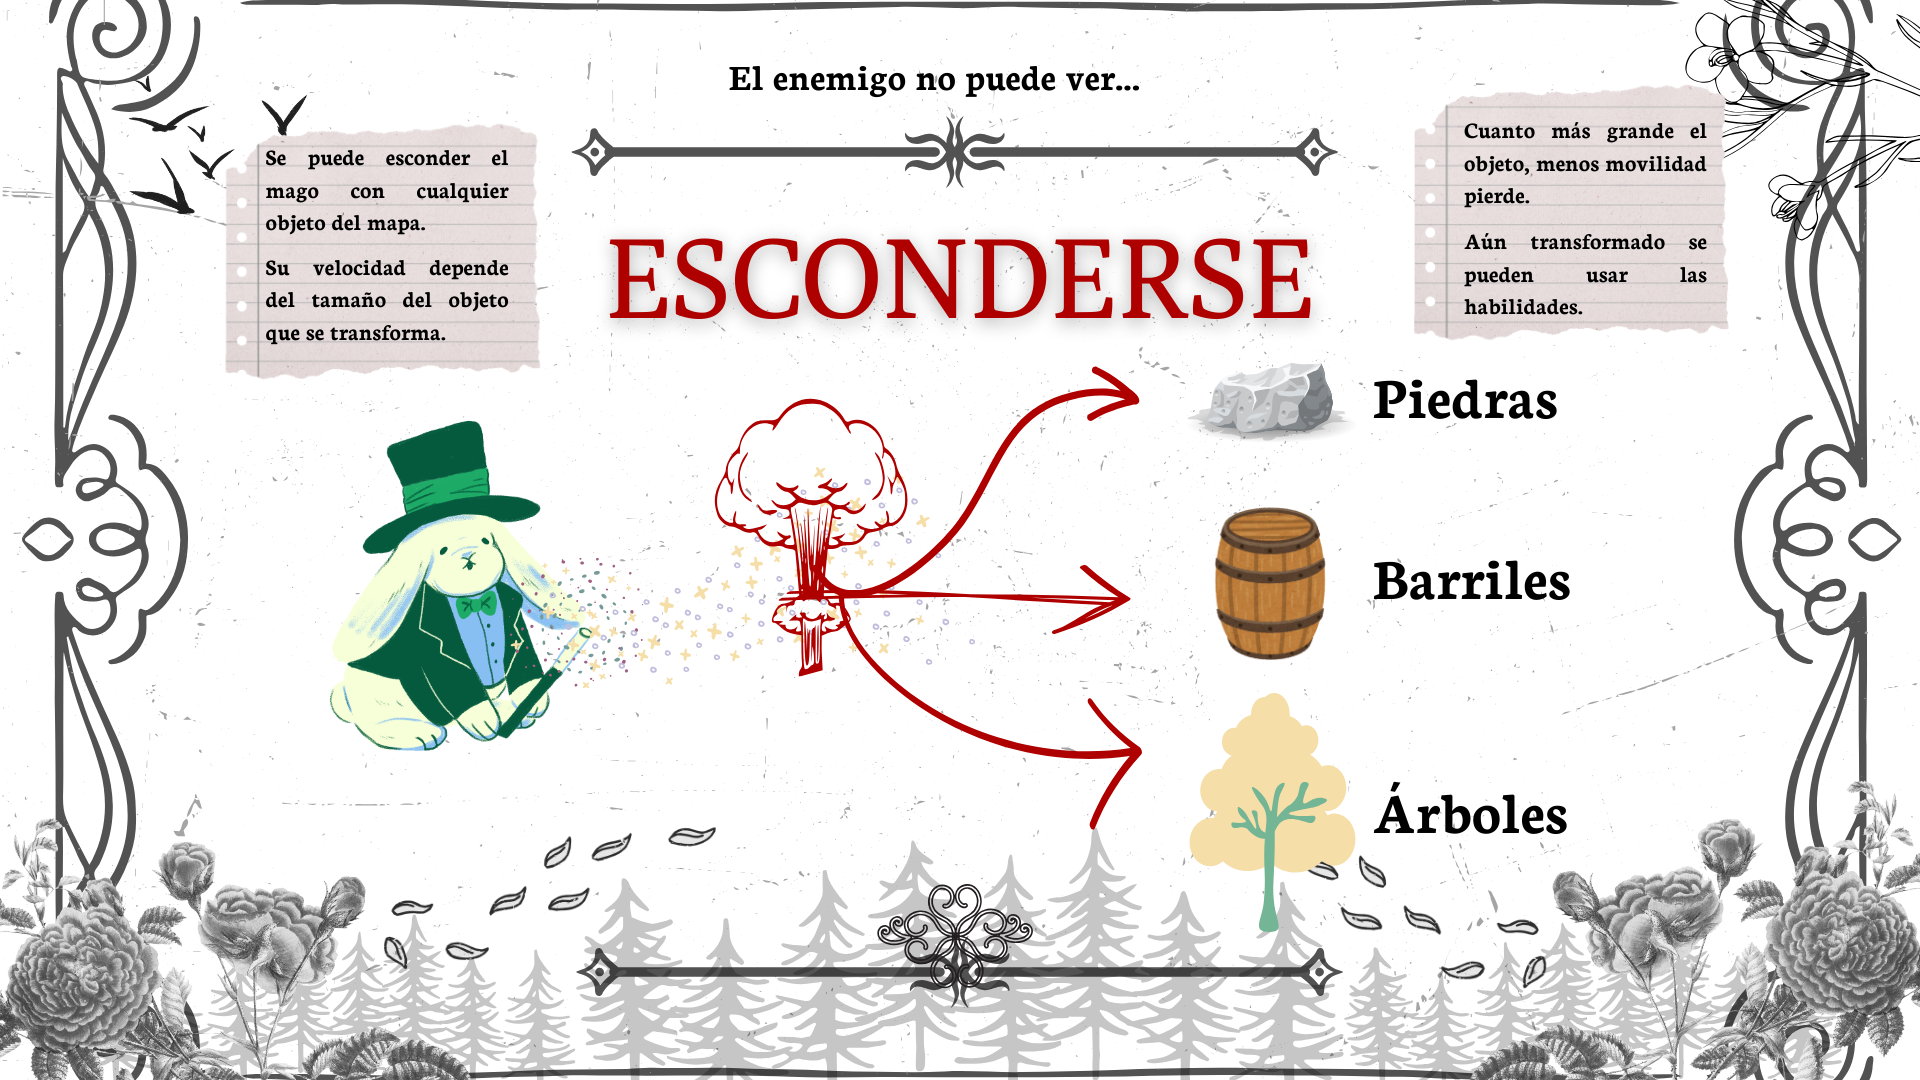 El enemigo no puede ver...
Se puede esconder el
mago con cualquier
objeto del mapa.
Su velocidad depende
del tamaño del objeto
que se transforma.
Cuanto más grande el
objeto, menos movilidad
pierde.
Aún transformado se
pueden usar las
habilidades.
ESCONDERSE
Piedras
Barriles
Árboles